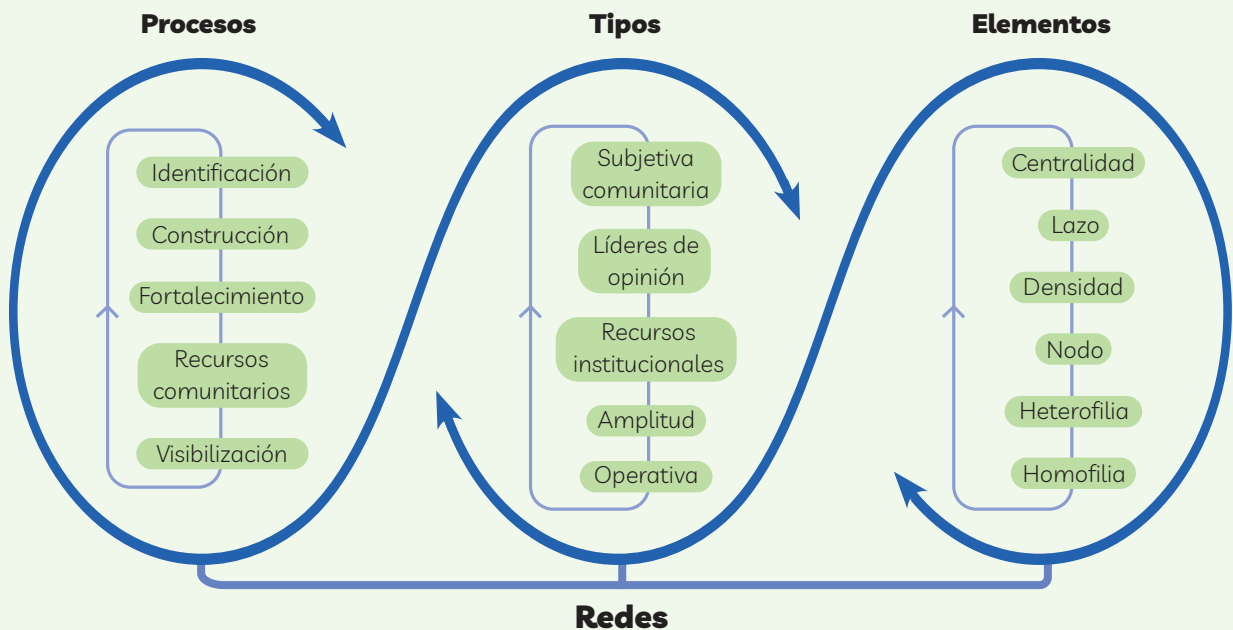 Procesos
Identificación
Construcción
Fortalecimiento
Recursos
comunitarios
Visibilización
Tipos
Subjetiva
comunitaria
Líderes de
opinión
Recursos
institucionales
Amplitud
Operativa
Elementos
Centralidad
Lazo
Densidad
Nodo
Heterofilia
Homofilia
Redes